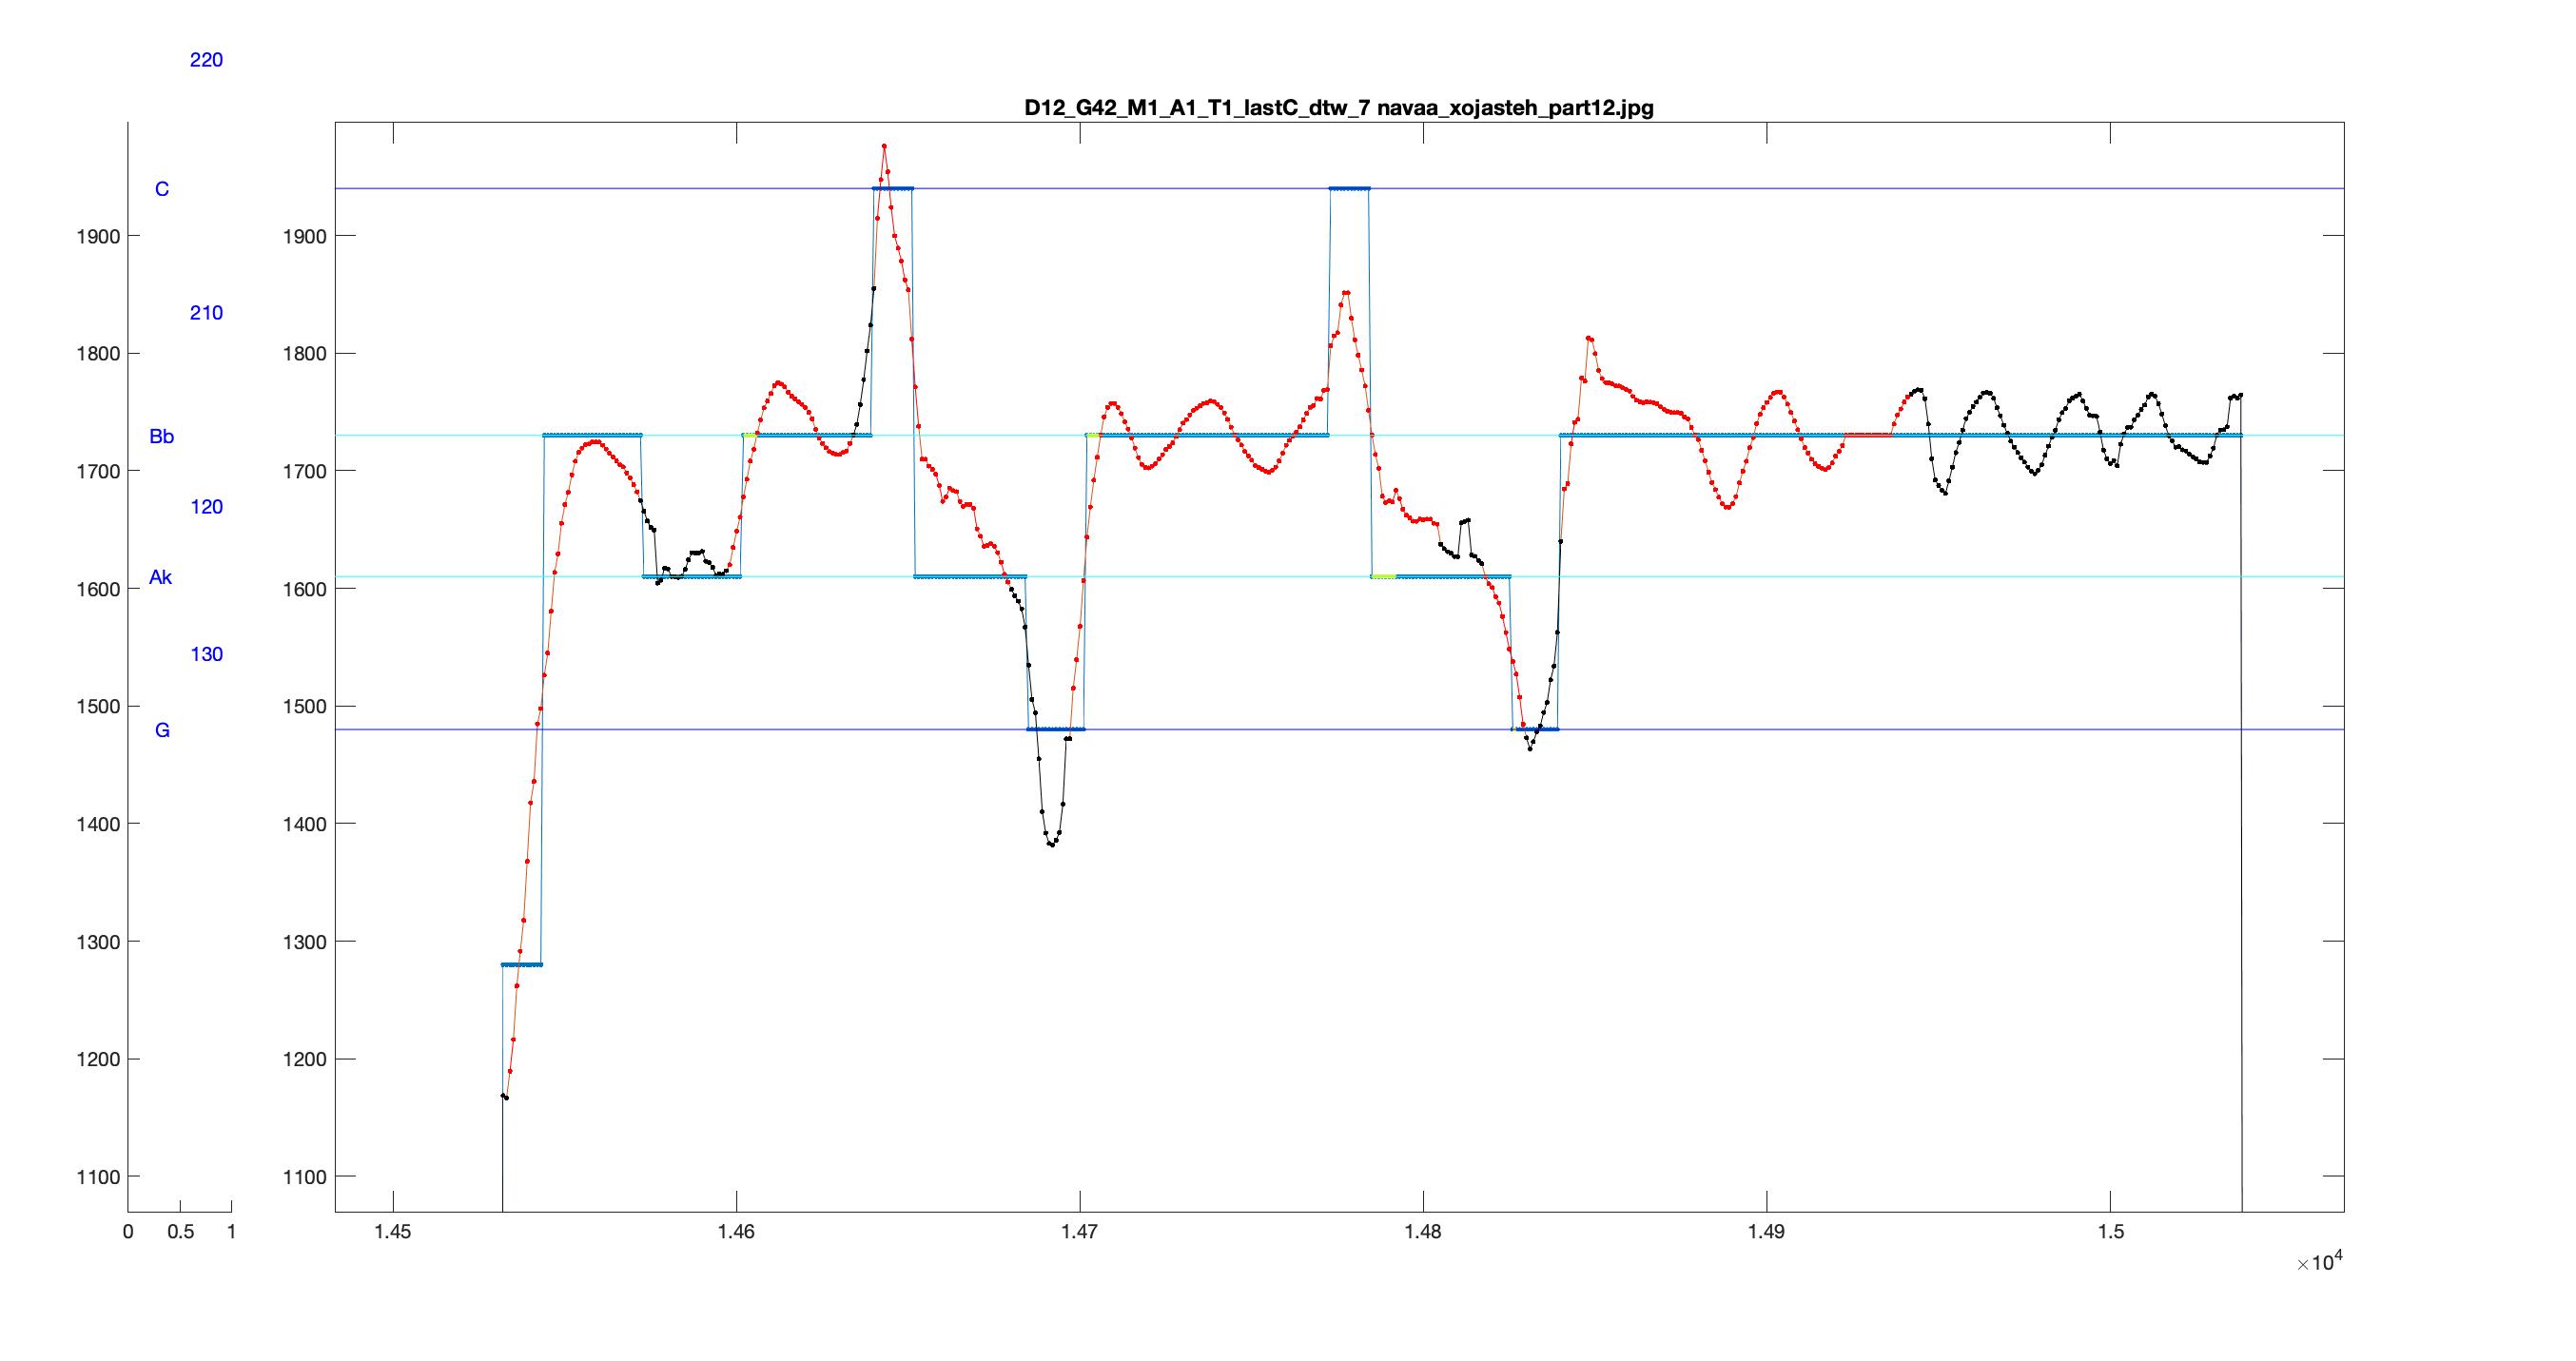 220
D12_G42_M1_A1_T1_lastC_dtw_7 navaa_xojasteh_part12.jpg
C
1900 1900
210
1800 1800
Bb
1700 1700
120
Ak
1600 1600
130
1500 1500
G
1400 1400
1300 1300
1200 1200
1100 1100
0 0.5 1 1.45 1.46 1.47 1.48 1.49 1.5
×10⁴